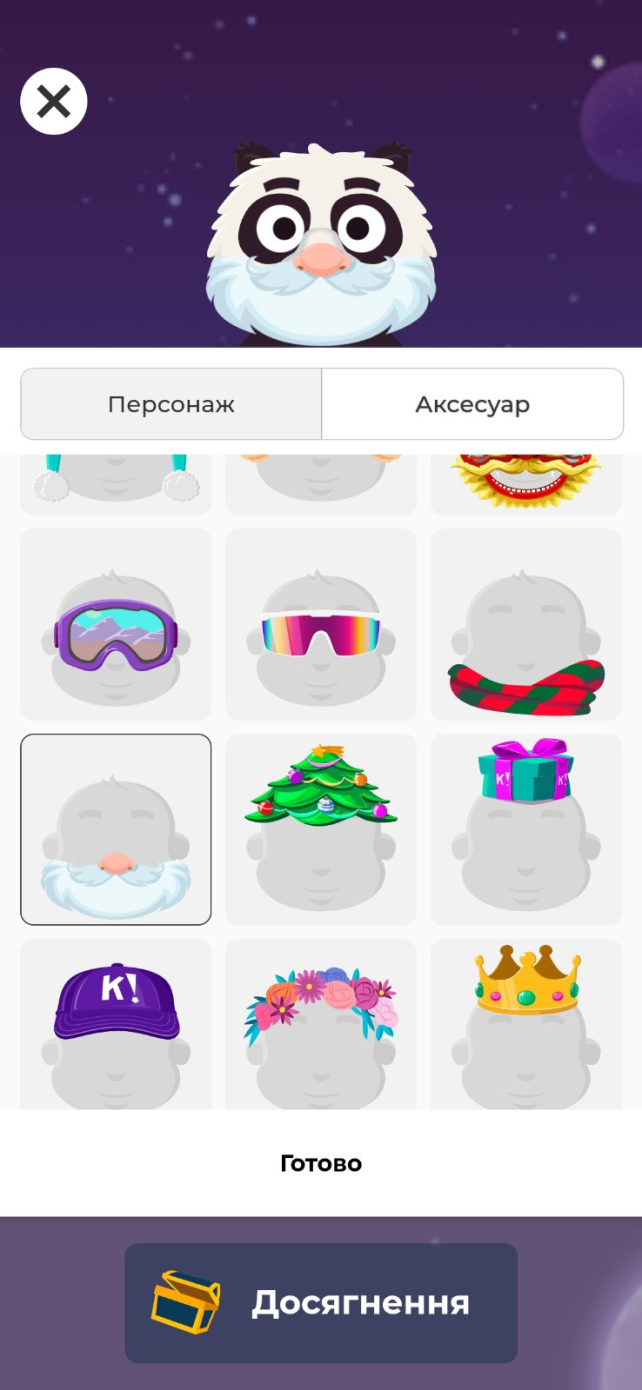 Персонаж
Аксесуар
K!
K!
K!
Готово
Досягнення